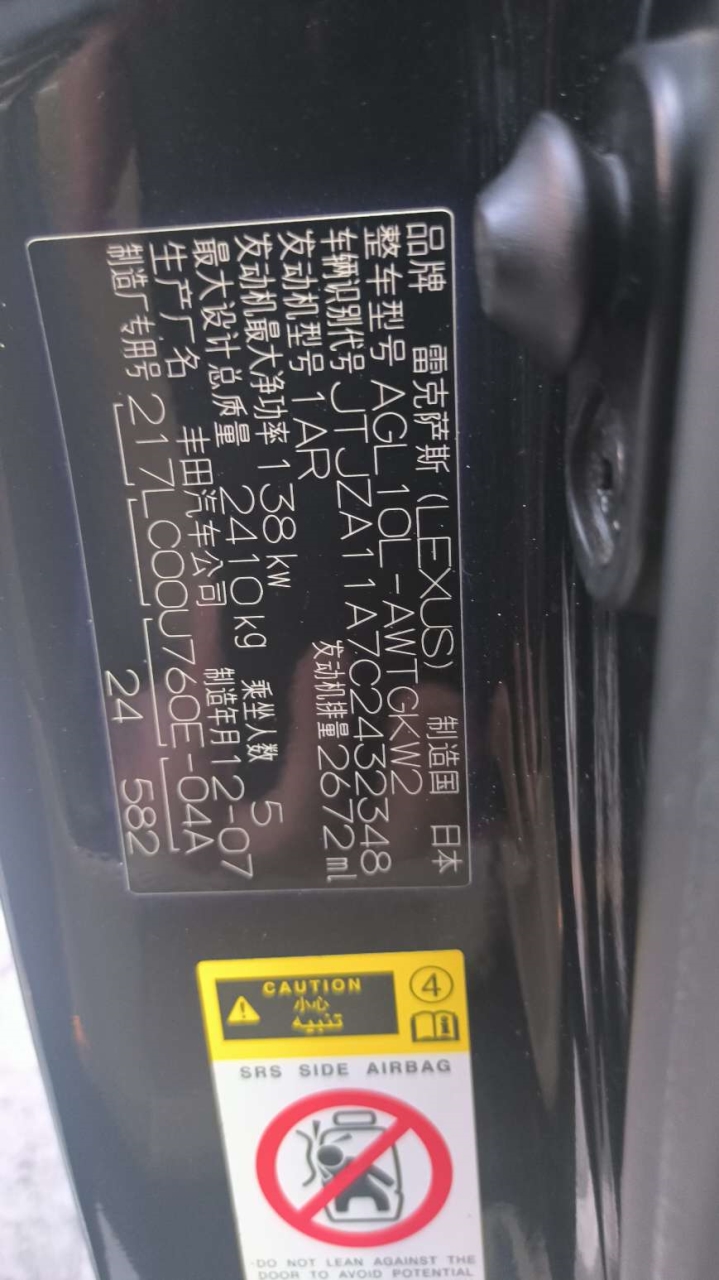 品牌 雷克萨斯 (LEXUS) 制造国 日本
整车型号 AGL10L-AWTGKW2
车辆识别代号 JTJZA11A7C2432348
发动机型号 1AR 发动机排量 2672ml
发动机最大净功率 138kw
最大设计总质量 2410kg 乘坐人数 5
生产厂名 丰田汽车公司 制造年月 12-07
制造厂专用号 217LC00U760E-04A
24 582
CAUTION
小心
تنبيه
4
SRS SIDE AIRBAG
DO NOT LEAN AGAINST THE
DOOR TO AVOID POTENTIAL